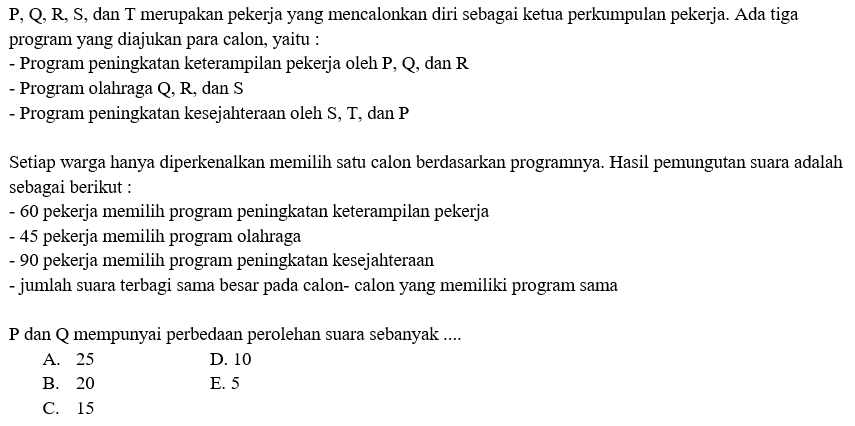 P, Q, R, S, dan T merupakan pekerja yang mencalonkan diri sebagai ketua perkumpulan pekerja. Ada tiga
program yang diajukan para calon, yaitu :
- Program peningkatan keterampilan pekerja oleh P, Q, dan R
- Program olahraga Q, R, dan S
- Program peningkatan kesejahteraan oleh S, T, dan P
Setiap warga hanya diperkenalkan memilih satu calon berdasarkan programnya. Hasil pemungutan suara adalah
sebagai berikut :
- 60 pekerja memilih program peningkatan keterampilan pekerja
- 45 pekerja memilih program olahraga
- 90 pekerja memilih program peningkatan kesejahteraan
- jumlah suara terbagi sama besar pada calon- calon yang memiliki program sama
P dan Q mempunyai perbedaan perolehan suara sebanyak ....
A. 25 D. 10
B. 20 E. 5
C. 15